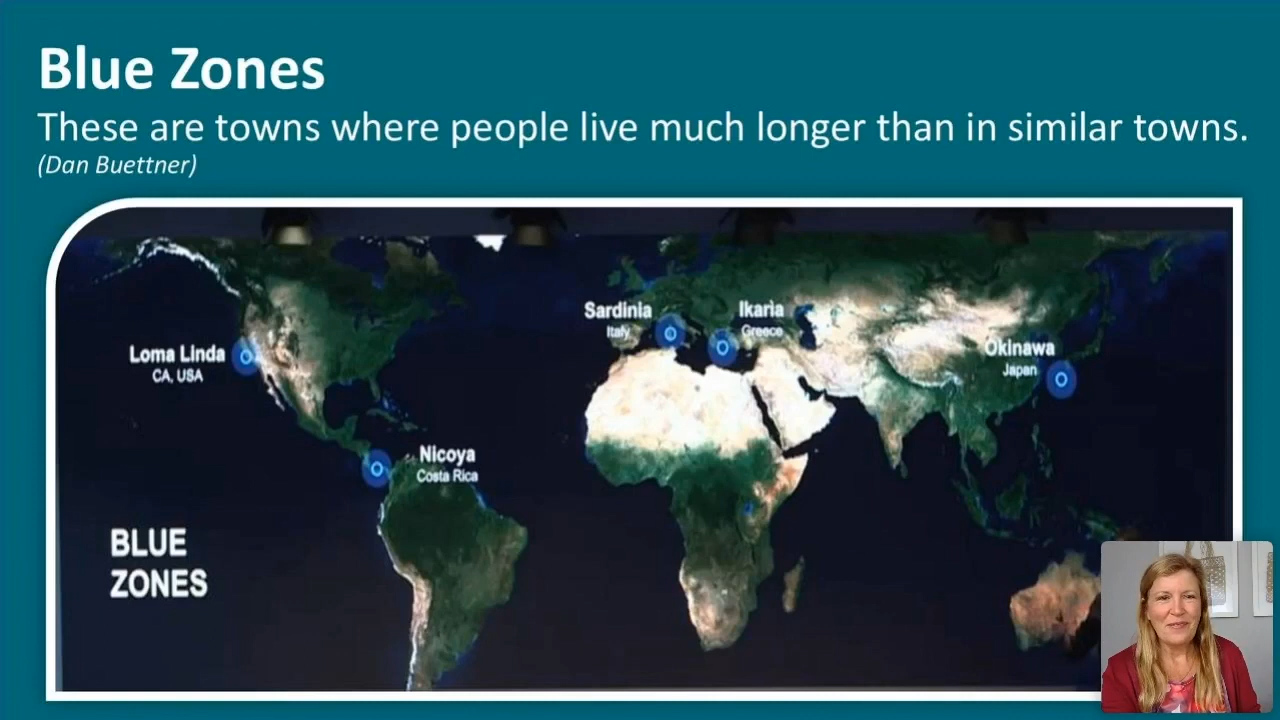 Blue Zones
These are towns where people live much longer than in similar towns.
(Dan Buettner)
Sardinia
Italy
Ikaria
Greece
Loma Linda
CA, USA
Okinawa
Japan
Nicoya
Costa Rica
BLUE
ZONES